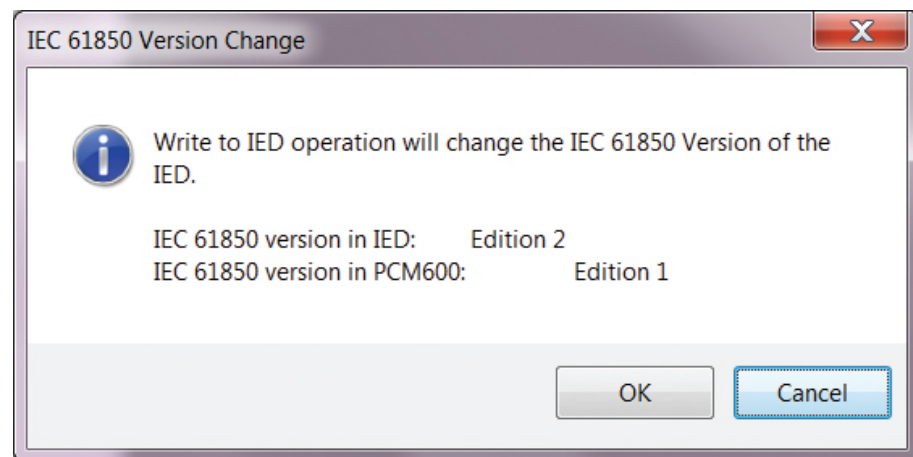 IEC 61850 Version Change
Write to IED operation will change the IEC 61850 Version of the
IED.
IEC 61850 version in IED: Edition 2
IEC 61850 version in PCM600: Edition 1
OK Cancel